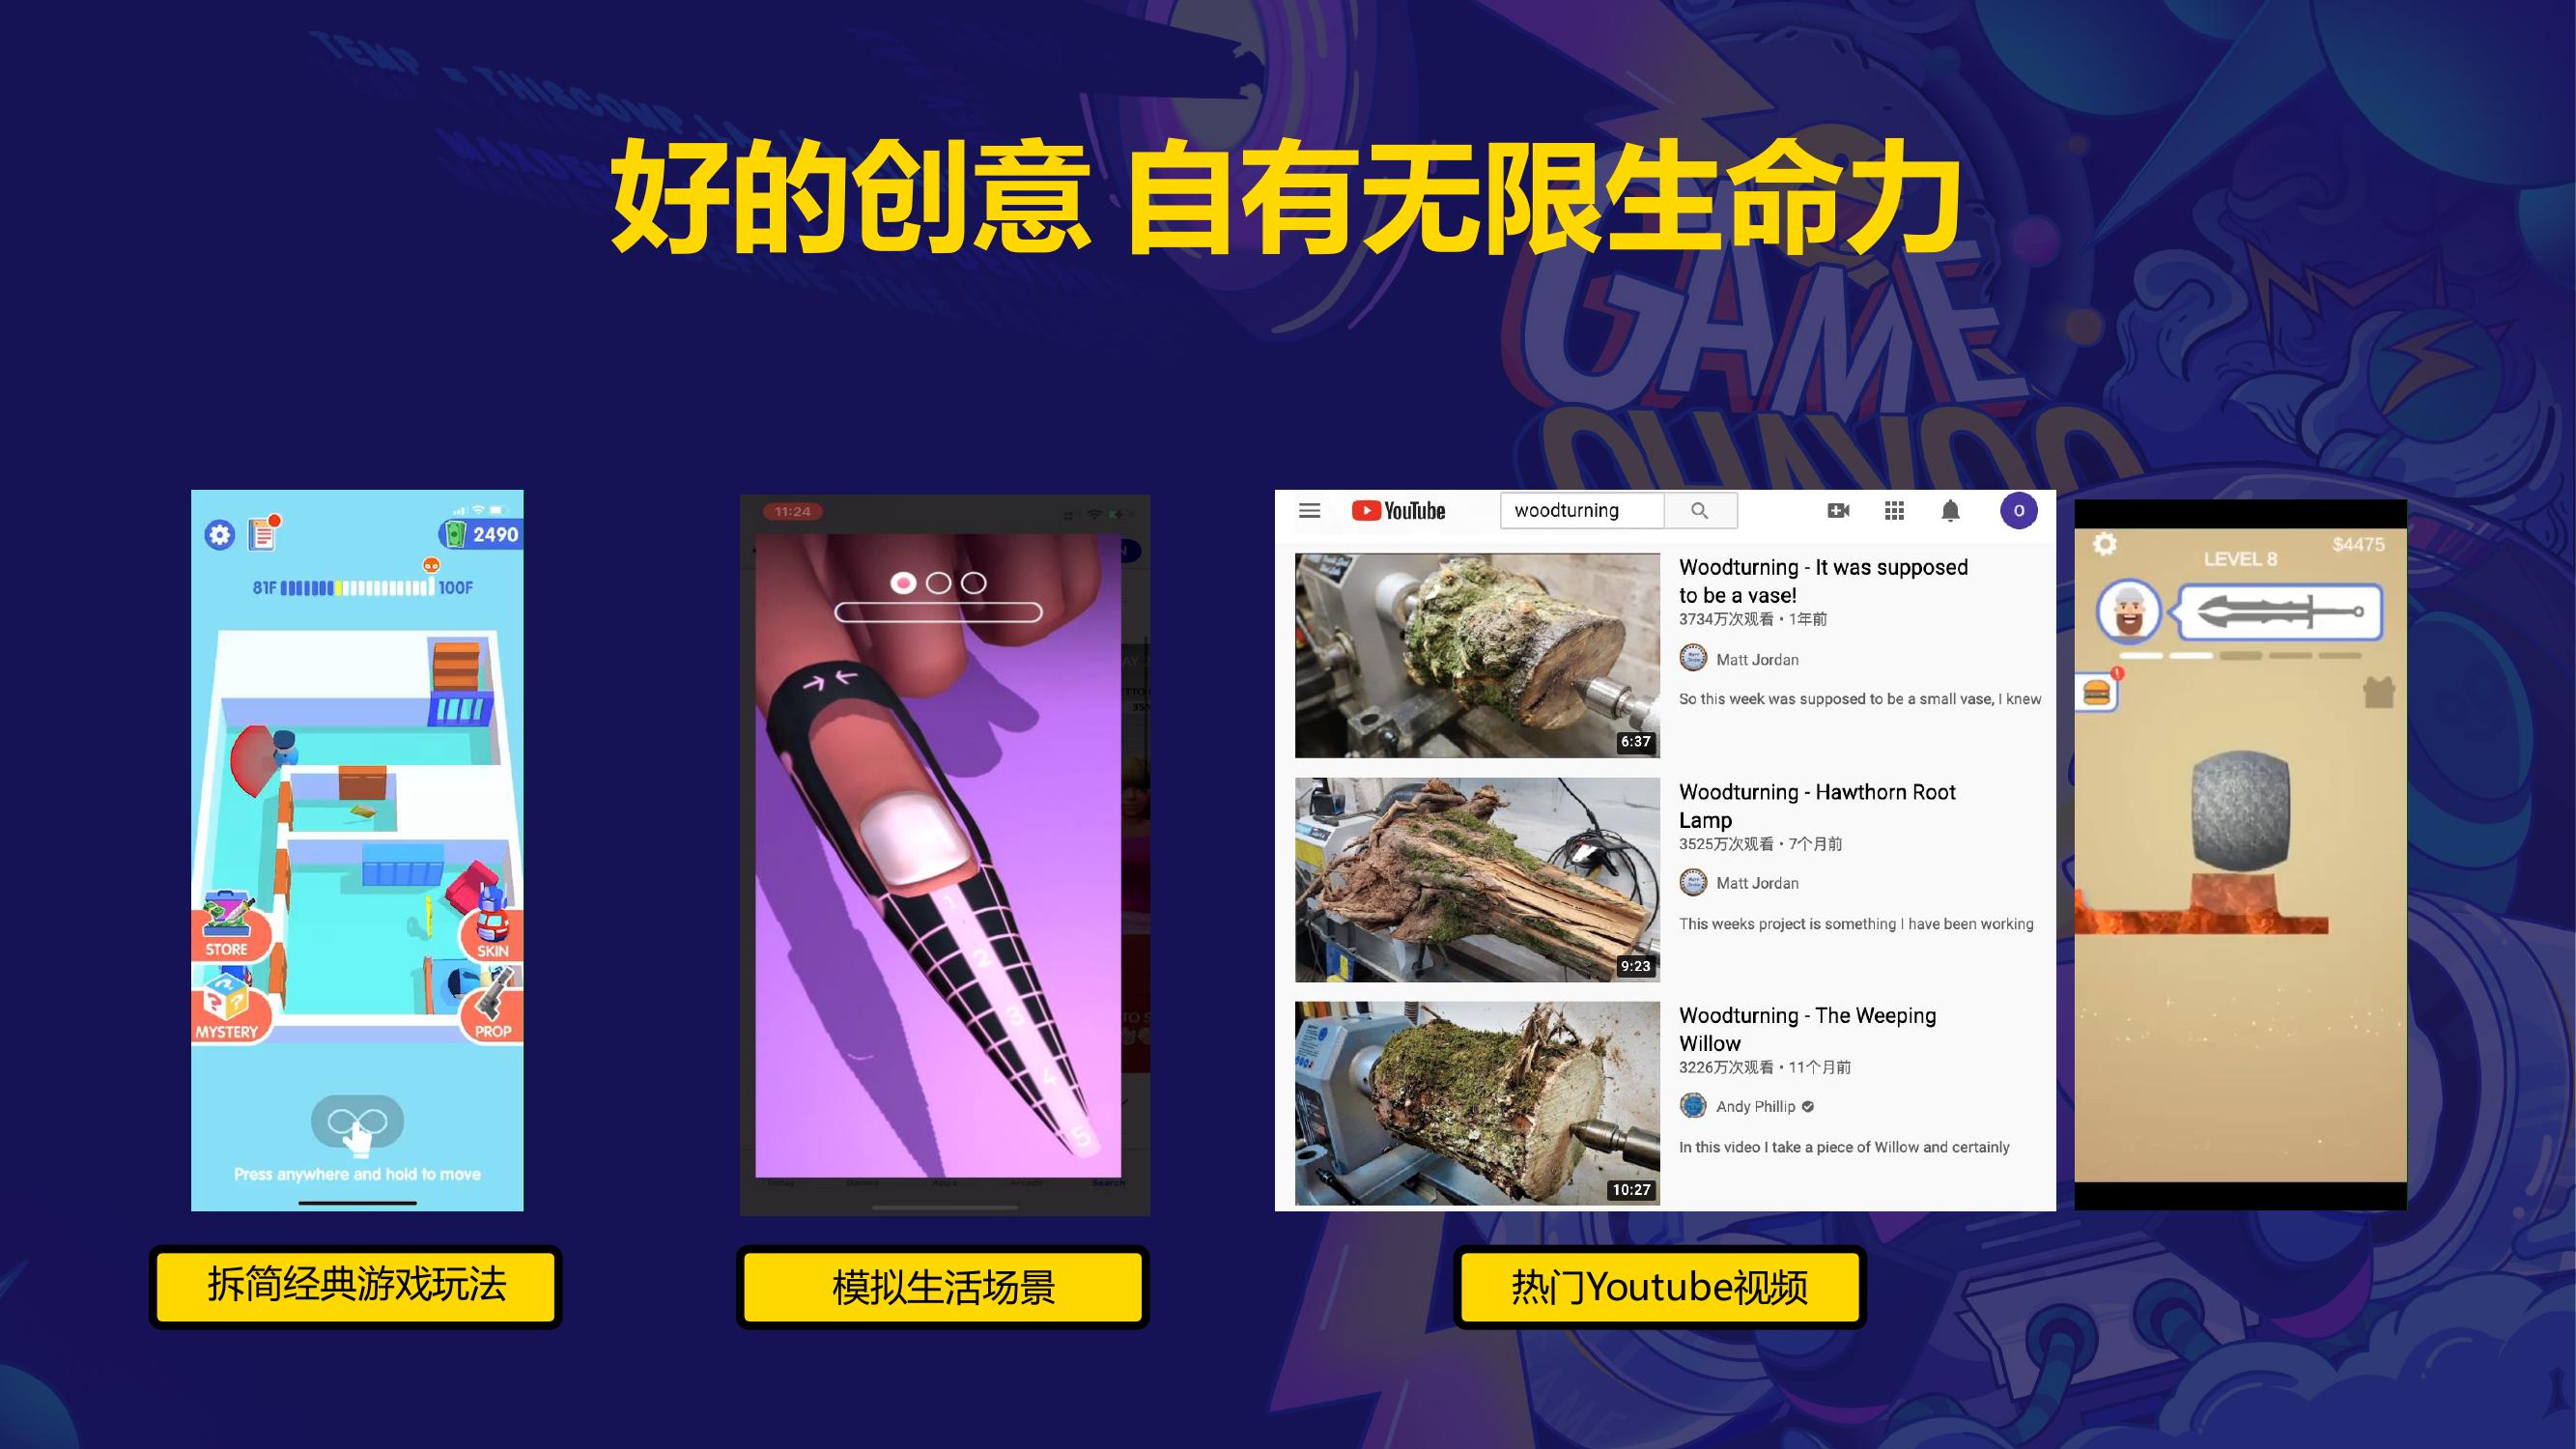 好的创意 自有无限生命力
GAME
2490
81F
100F
STORE
SKIN
MYSTERY
PROP
Press anywhere and hold to move
拆简经典游戏玩法
11:24
1
2
3
4
5
模拟生活场景
YouTube
woodturning
O
Woodturning - It was supposed
to be a vase!
3734万次观看 • 1年前
Matt Jordan
So this week was supposed to be a small vase, I knew
6:37
Woodturning - Hawthorn Root
Lamp
3525万次观看 • 7个月前
Matt Jordan
This weeks project is something I have been working
9:23
Woodturning - The Weeping
Willow
3226万次观看 • 11个月前
Andy Phillip
In this video I take a piece of Willow and certainly
10:27
热门Youtube视频
$4475
LEVEL 8
1